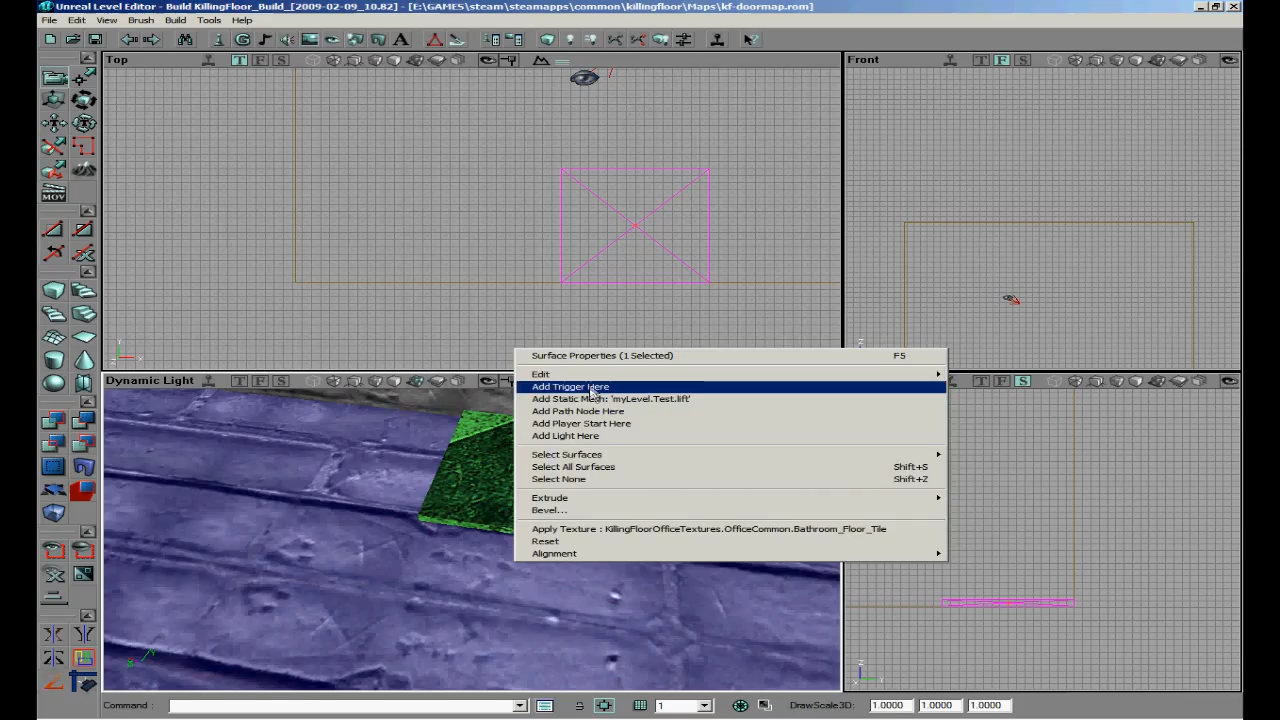 Unreal Level Editor - Build KillingFloor_Build_[2009-02-09_10.82] - [E:\GAMES\steam\steamapps\common\killingfloor\Maps\kf-doormap.rom]
File Edit View Brush Build Tools Help
Top T F S
Front T F S
MOV
Dynamic Light T F S
T F S
Surface Properties (1 Selected) F5
Edit
Add Trigger Here
Add Static Mesh: 'myLevel.Test.lift'
Add Path Node Here
Add Player Start Here
Add Light Here
Select Surfaces
Select All Surfaces Shift+S
Select None Shift+Z
Extrude
Bevel...
Apply Texture : KillingFloorOfficeTextures.OfficeCommon.Bathroom_Floor_Tile
Reset
Alignment
Command : 1 DrawScale3D: 1.0000 1.0000 1.0000